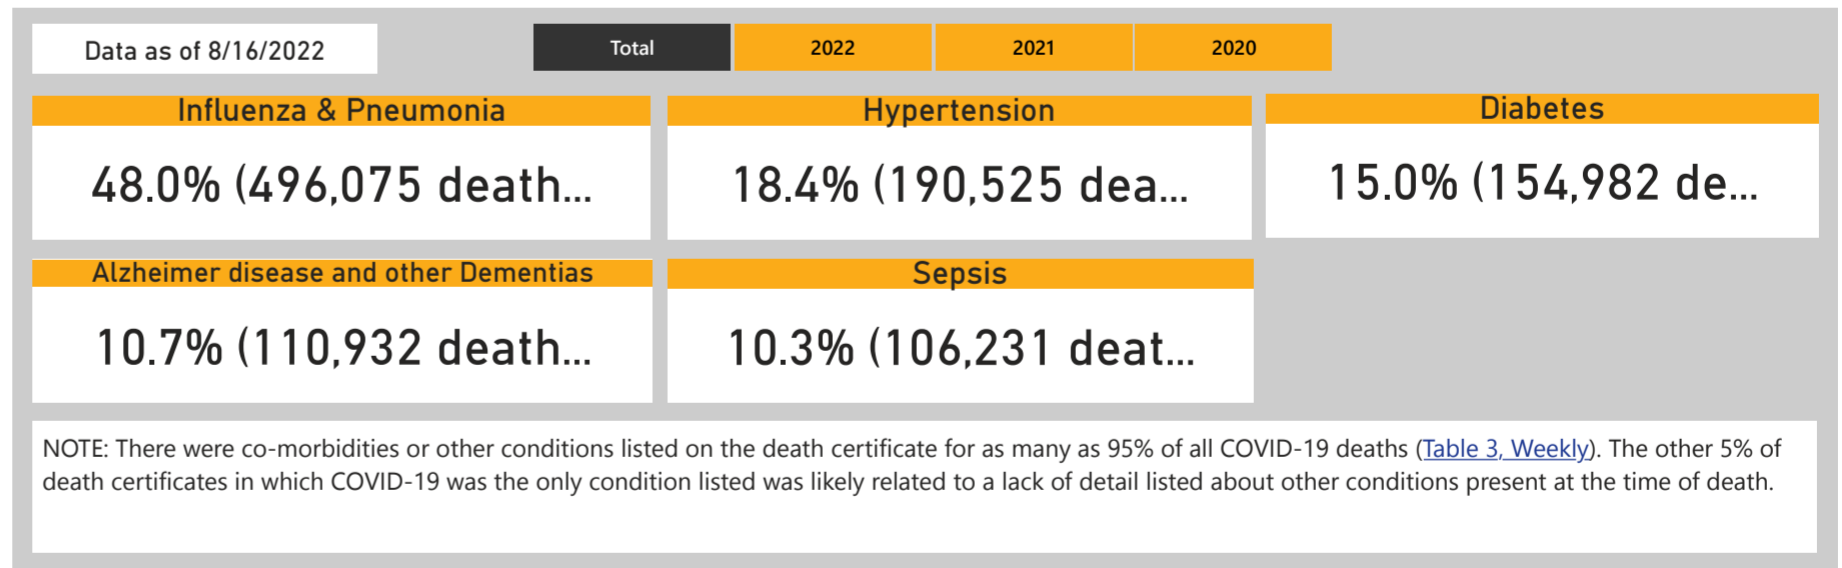 Data as of 8/16/2022
Total
2022
2021
2020
Influenza & Pneumonia
48.0% (496,075 death...
Hypertension
18.4% (190,525 dea...
Diabetes
15.0% (154,982 de...
Alzheimer disease and other Dementias
10.7% (110,932 death...
Sepsis
10.3% (106,231 deat...
NOTE: There were co-morbidities or other conditions listed on the death certificate for as many as 95% of all COVID-19 deaths (Table 3, Weekly). The other 5% of
death certificates in which COVID-19 was the only condition listed was likely related to a lack of detail listed about other conditions present at the time of death.